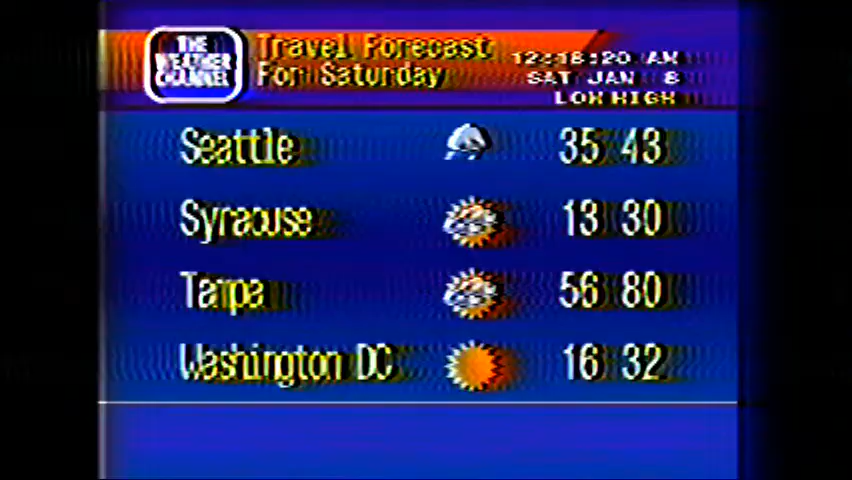 THE
WEATHER
CHANNEL
Travel Forecast
For Saturday
12:18:20 AM
SAT JAN 8
LOW HIGH
Seattle 35 43
Syracuse 13 30
Tampa 56 80
Washington DC 16 32